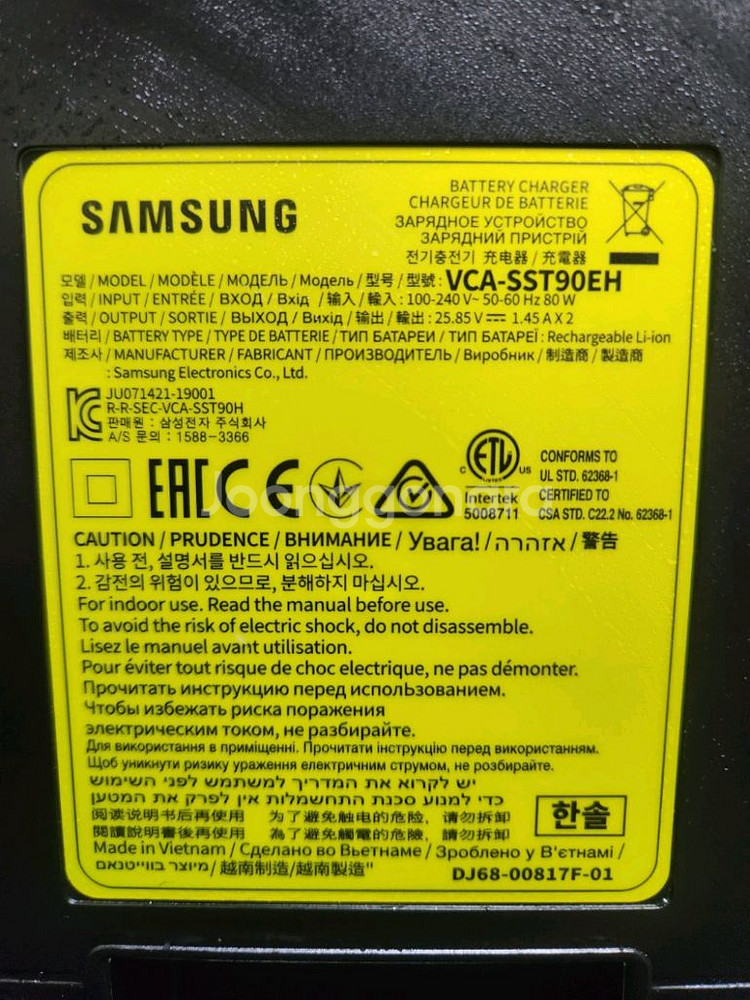 SAMSUNG
BATTERY CHARGER
CHARGEUR DE BATTERIE
ЗАРЯДНОЕ УСТРОЙСТВО
ЗАРЯДНИЙ ПРИСТРІЙ
전기충전기 充电器 / 充電器
모델 / MODEL / MODÈLE / МОДЕЛЬ / Модель / 型号 / 型號 : VCA-SST90EH
입력 / INPUT / ENTRÉE / ВХОД / Вхід / 输入 / 輸入 : 100-240 V~ 50-60 Hz 80 W
출력 / OUTPUT / SORTIE / ВЫХОД / Вихід / 输出 / 輸出 : 25.85 V ⎓ 1.45 A X 2
배터리 / BATTERY TYPE / TYPE DE BATTERIE / ТИП БАТАРЕИ / ТИП БАТАРЕЇ : Rechargeable Li-ion
제조사 / MANUFACTURER / FABRICANT / ПРОИЗВОДИТЕЛЬ / Виробник / 制造商 / 製造商
: Samsung Electronics Co., Ltd.
JU071421-19001
R-R-SEC-VCA-SST90H
판매원 : 삼성전자 주식회사
A/S 문의 : 1588-3366
EAC CE
ETL
C US
LISTED
Intertek
5008711
CONFORMS TO
UL STD. 62368-1
CERTIFIED TO
CSA STD. C22.2 No. 62368-1
Joonggonara
CAUTION / PRUDENCE / ВНИМАНИЕ / Увага! / אזהרה / 警告
1. 사용 전, 설명서를 반드시 읽으십시오.
2. 감전의 위험이 있으므로, 분해하지 마십시오.
For indoor use. Read the manual before use.
To avoid the risk of electric shock, do not disassemble.
Lisez le manuel avant utilisation.
Pour éviter tout risque de choc electrique, ne pas démonter.
Прочитать инструкцию перед использованием.
Чтобы избежать риска поражения
электрическим током, не разбирайте.
Для використання в приміщенні. Прочитати інструкцію перед використанням.
Щоб уникнути ризику ураження електричним струмом, не розбирайте.
יש לקרוא את המדריך למשתמש לפני השימוש
כדי למנוע סכנת התחשמלות אין לפרק את המטען
阅读说明书后再使用 为了避免触电的危险, 请勿拆卸
閱讀說明書後再使用 為了避免觸電的危險, 請勿拆卸
한솔
Made in Vietnam / Сделано во Вьетнаме / Зроблено у В'єтнамі /
מיוצר בווייטנאם / 越南制造/越南製造"
DJ68-00817F-01